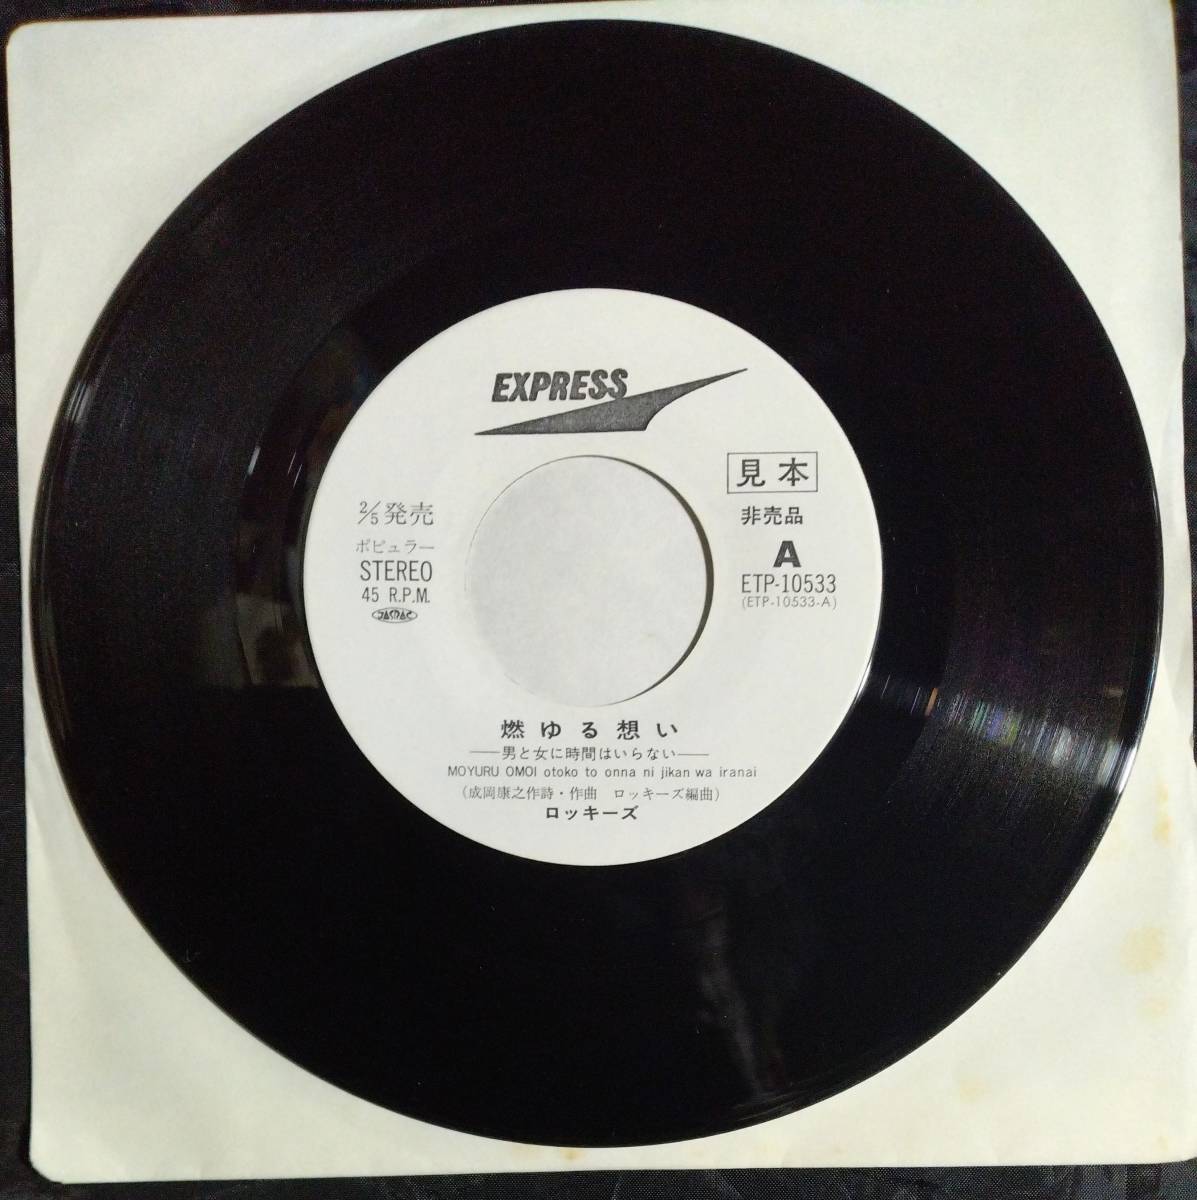 EXPRESS
見本
非売品
A
ETP-10533
(ETP-10533-A)
2/5発売
ポピュラー
STEREO
45 R.P.M.
JASRAC
燃ゆる想い
——男と女に時間はいらない——
MOYURU OMOI otoko to onna ni jikan wa iranai
(成岡康之作詩・作曲 ロッキーズ編曲)
ロッキーズ